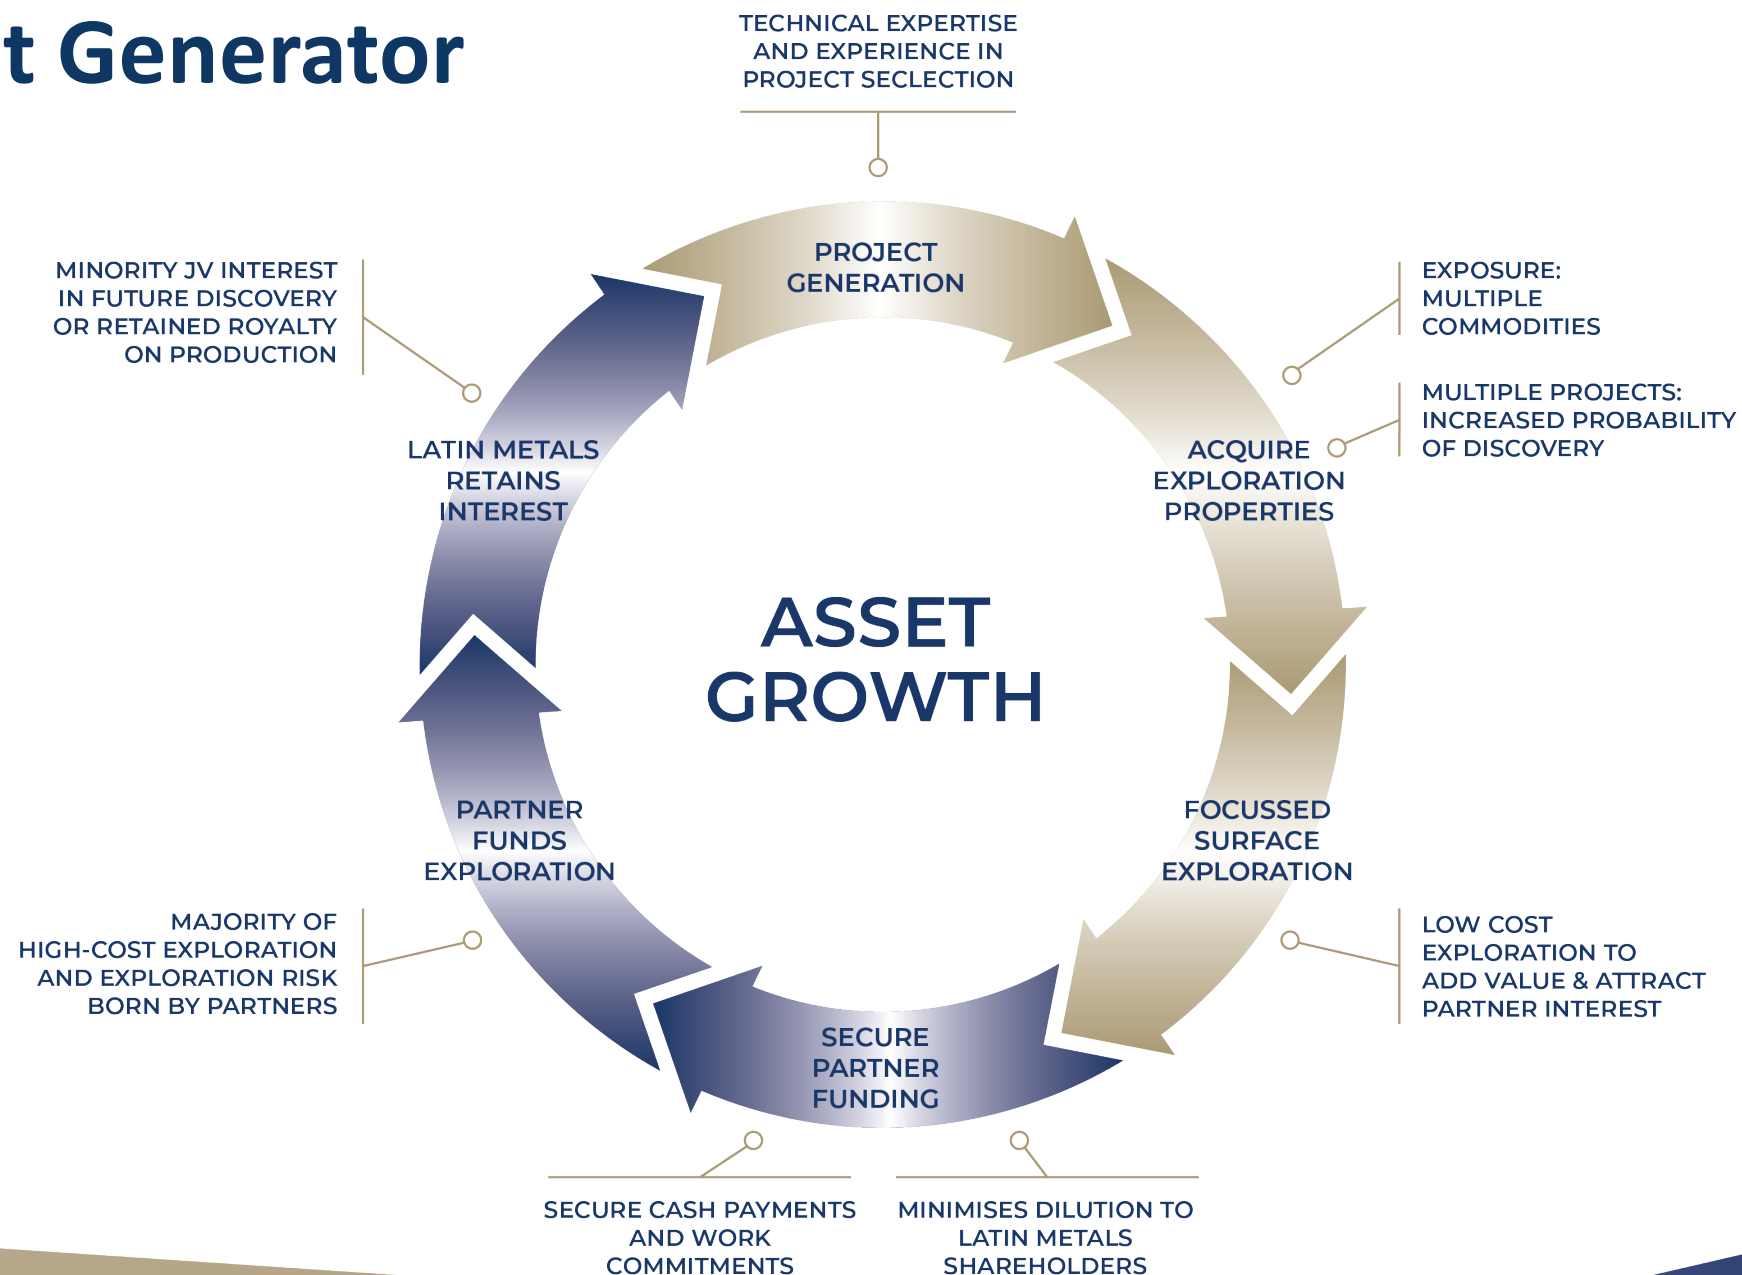 t Generator
TECHNICAL EXPERTISE
AND EXPERIENCE IN
PROJECT SECLECTION
PROJECT
GENERATION
EXPOSURE:
MULTIPLE
COMMODITIES
MULTIPLE PROJECTS:
INCREASED PROBABILITY
OF DISCOVERY
ACQUIRE
EXPLORATION
PROPERTIES
FOCUSSED
SURFACE
EXPLORATION
LOW COST
EXPLORATION TO
ADD VALUE & ATTRACT
PARTNER INTEREST
SECURE
PARTNER
FUNDING
MINIMISES DILUTION TO
LATIN METALS
SHAREHOLDERS
SECURE CASH PAYMENTS
AND WORK
COMMITMENTS
PARTNER
FUNDS
EXPLORATION
MAJORITY OF
HIGH-COST EXPLORATION
AND EXPLORATION RISK
BORN BY PARTNERS
LATIN METALS
RETAINS
INTEREST
MINORITY JV INTEREST
IN FUTURE DISCOVERY
OR RETAINED ROYALTY
ON PRODUCTION
ASSET
GROWTH